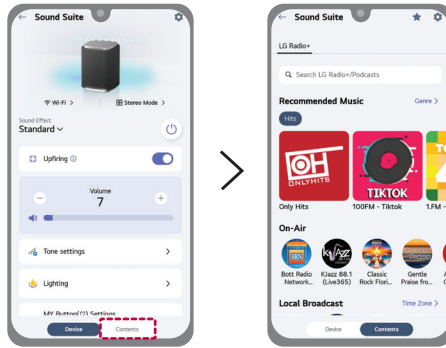 Sound Suite
Wi-Fi >
Stereo Mode >
Sound Effect
Standard
Upfiring
Volume
7
Tone settings
Lighting
MY Button(♡) Settings
Device
Contents
Sound Suite
LG Radio+
Search LG Radio+/Podcasts
Recommended Music
Genre >
Hits
OH
ONLYHITS
TIKTOK
Only Hits
100FM - Tiktok
1.FM -
On-Air
KJAZZ
Bott Radio
Network...
KJazz 88.1
(Live365)
Classic
Rock Flori...
Gentle
Praise fro...
Local Broadcast
Time Zone >
Device
Contents